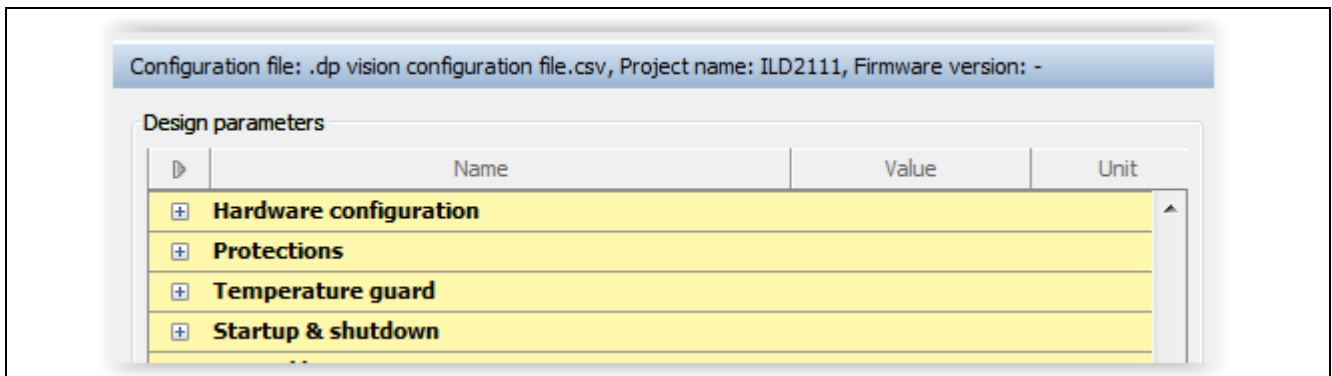 Configuration file: .dp vision configuration file.csv, Project name: ILD2111, Firmware version: -
Design parameters
Name Value Unit
Hardware configuration
Protections
Temperature guard
Startup & shutdown